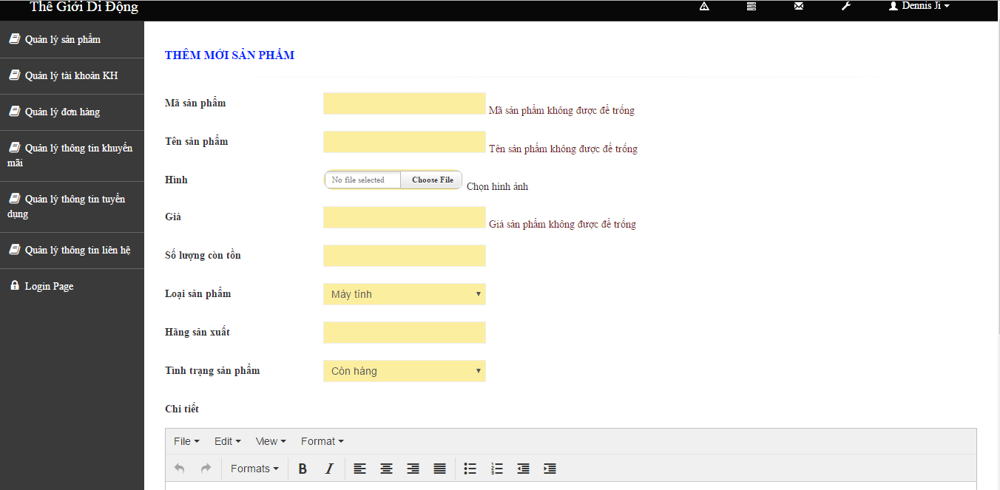 Thế Giới Di Động
Dennis Ji
Quản lý sản phẩm
Quản lý tài khoản KH
Quản lý đơn hàng
Quản lý thông tin khuyến
mãi
Quản lý thông tin tuyển
dụng
Quản lý thông tin liên hệ
Login Page
THÊM MỚI SẢN PHẨM
Mã sản phẩm
Mã sản phẩm không được để trống
Tên sản phẩm
Tên sản phẩm không được để trống
Hình
No file selected
Choose File
Chọn hình ảnh
Giá
Giá sản phẩm không được để trống
Số lượng còn tồn
Loại sản phẩm
Máy tính
Hãng sản xuất
Tình trạng sản phẩm
Còn hàng
Chi tiết
File Edit View Format
Formats B I